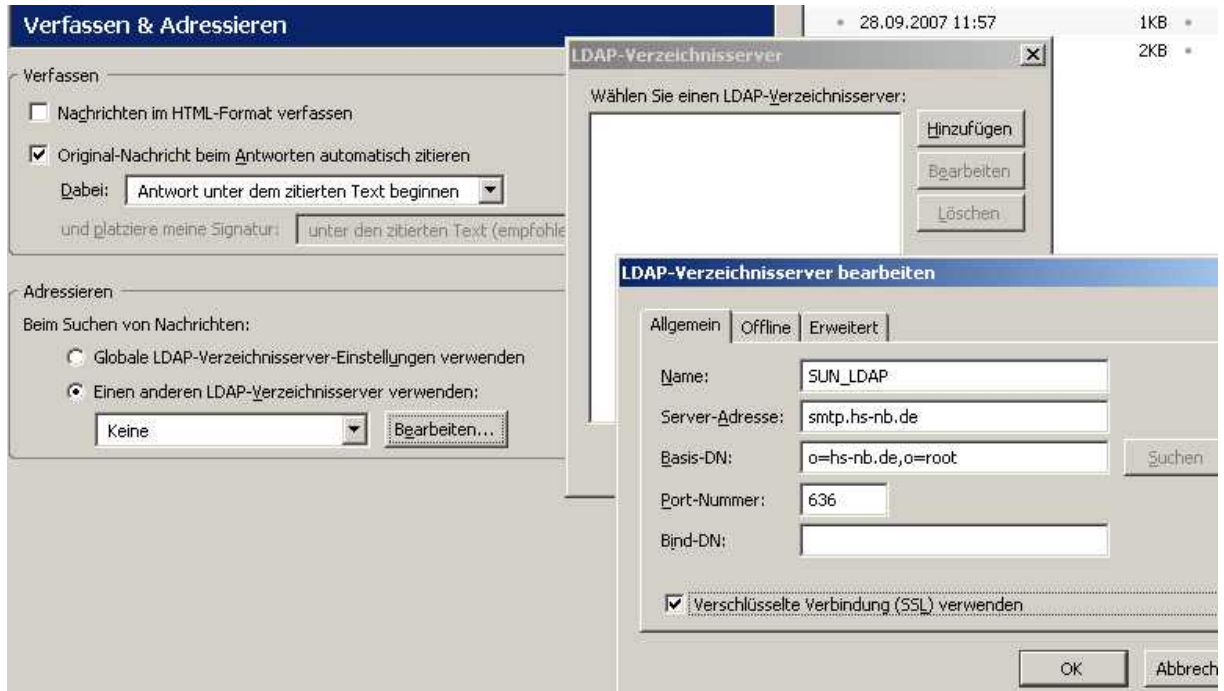 Verfassen & Adressieren
28.09.2007 11:57 1KB
2KB
Verfassen
Nachrichten im HTML-Format verfassen
Original-Nachricht beim Antworten automatisch zitieren
Dabei: Antwort unter dem zitierten Text beginnen
und platziere meine Signatur: unter den zitierten Text (empfohle
Adressieren
Beim Suchen von Nachrichten:
Globale LDAP-Verzeichnisserver-Einstellungen verwenden
Einen anderen LDAP-Verzeichnisserver verwenden:
Keine Bearbeiten...
LDAP-Verzeichnisserver
Wählen Sie einen LDAP-Verzeichnisserver:
Hinzufügen
Bearbeiten
Löschen
LDAP-Verzeichnisserver bearbeiten
Allgemein Offline Erweitert
Name: SUN_LDAP
Server-Adresse: smtp.hs-nb.de
Basis-DN: o=hs-nb.de,o=root Suchen
Port-Nummer: 636
Bind-DN:
Verschlüsselte Verbindung (SSL) verwenden
OK Abbrech